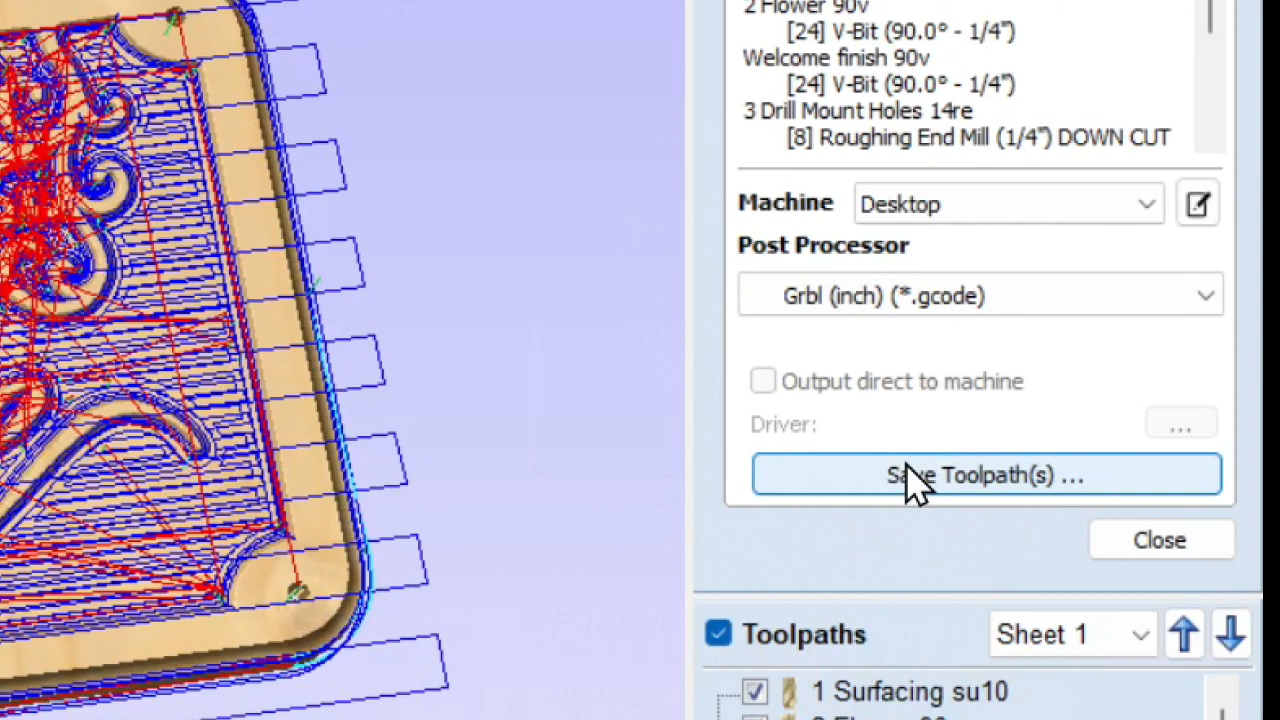 2 Flower 90v
[24] V-Bit (90.0° - 1/4")
Welcome finish 90v
[24] V-Bit (90.0° - 1/4")
3 Drill Mount Holes 14re
[8] Roughing End Mill (1/4") DOWN CUT
Machine Desktop
Post Processor
Grbl (inch) (*.gcode)
Output direct to machine
Driver: ...
Save Toolpath(s) ...
Close
Toolpaths Sheet 1
1 Surfacing su10